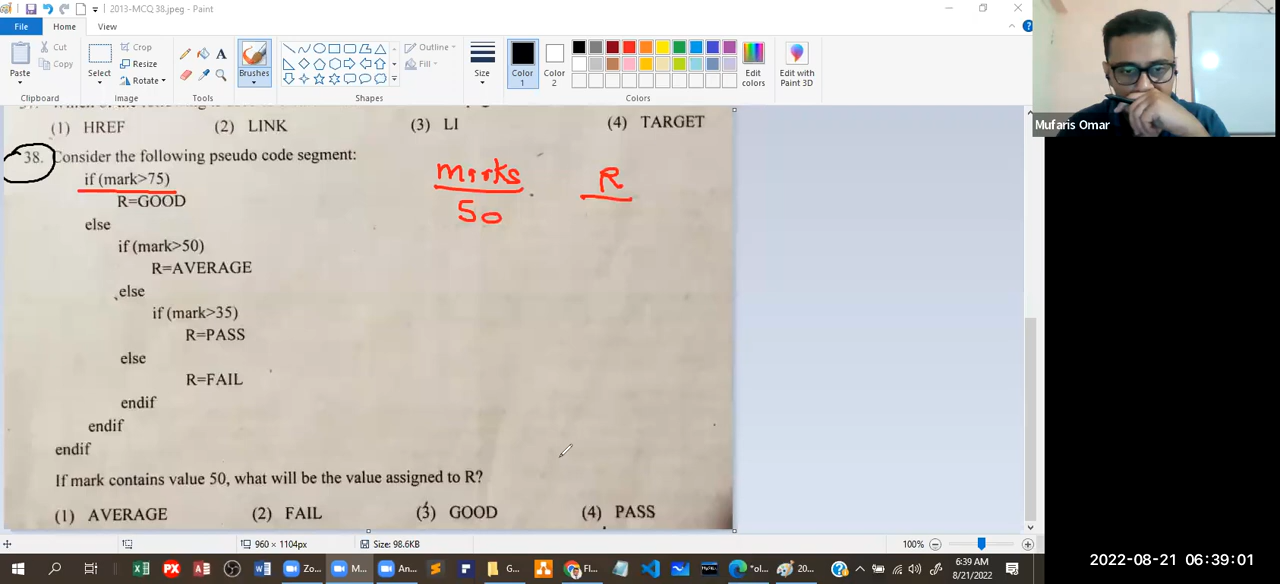 2013-MCQ 38.jpeg - Paint
File Home View
Paste Cut Copy Clipboard
Select Crop Resize Rotate Image
Tools
Brushes
Shapes Outline Fill
Size
Color 1 Color 2 Edit colors Colors
Edit with Paint 3D
Mufaris Omar
(1) HREF (2) LINK (3) LI (4) TARGET
38. Consider the following pseudo code segment:
if (mark>75)
R=GOOD
else
if (mark>50)
R=AVERAGE
else
if (mark>35)
R=PASS
else
R=FAIL
endif
endif
endif
marks R
50
If mark contains value 50, what will be the value assigned to R?
(1) AVERAGE (2) FAIL (3) GOOD (4) PASS
960 × 1104px Size: 98.6KB 100%
Zo... M... An... G... Fl... "ol... 20...
6:39 AM
8/21/2022
2022-08-21 06:39:01